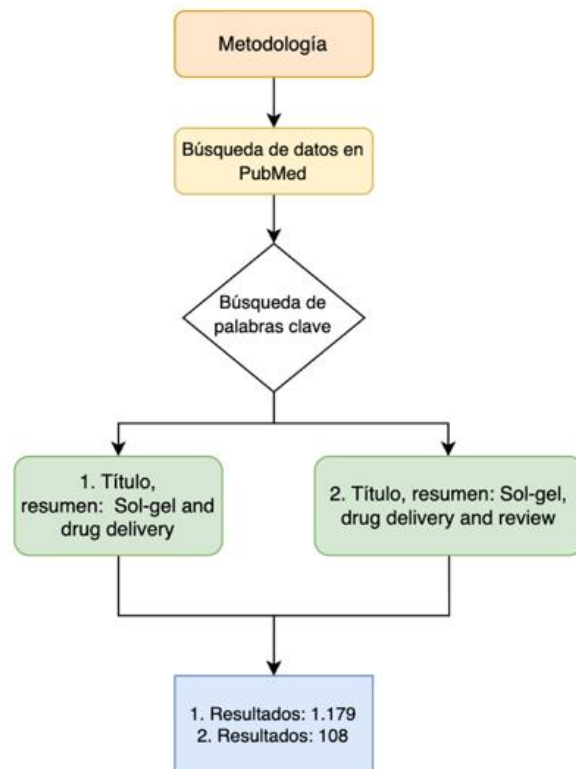 Metodología
Búsqueda de datos en
PubMed
Búsqueda de
palabras clave
1. Título,
resumen: Sol-gel and
drug delivery
2. Título, resumen: Sol-gel,
drug delivery and review
1. Resultados: 1.179
2. Resultados: 108